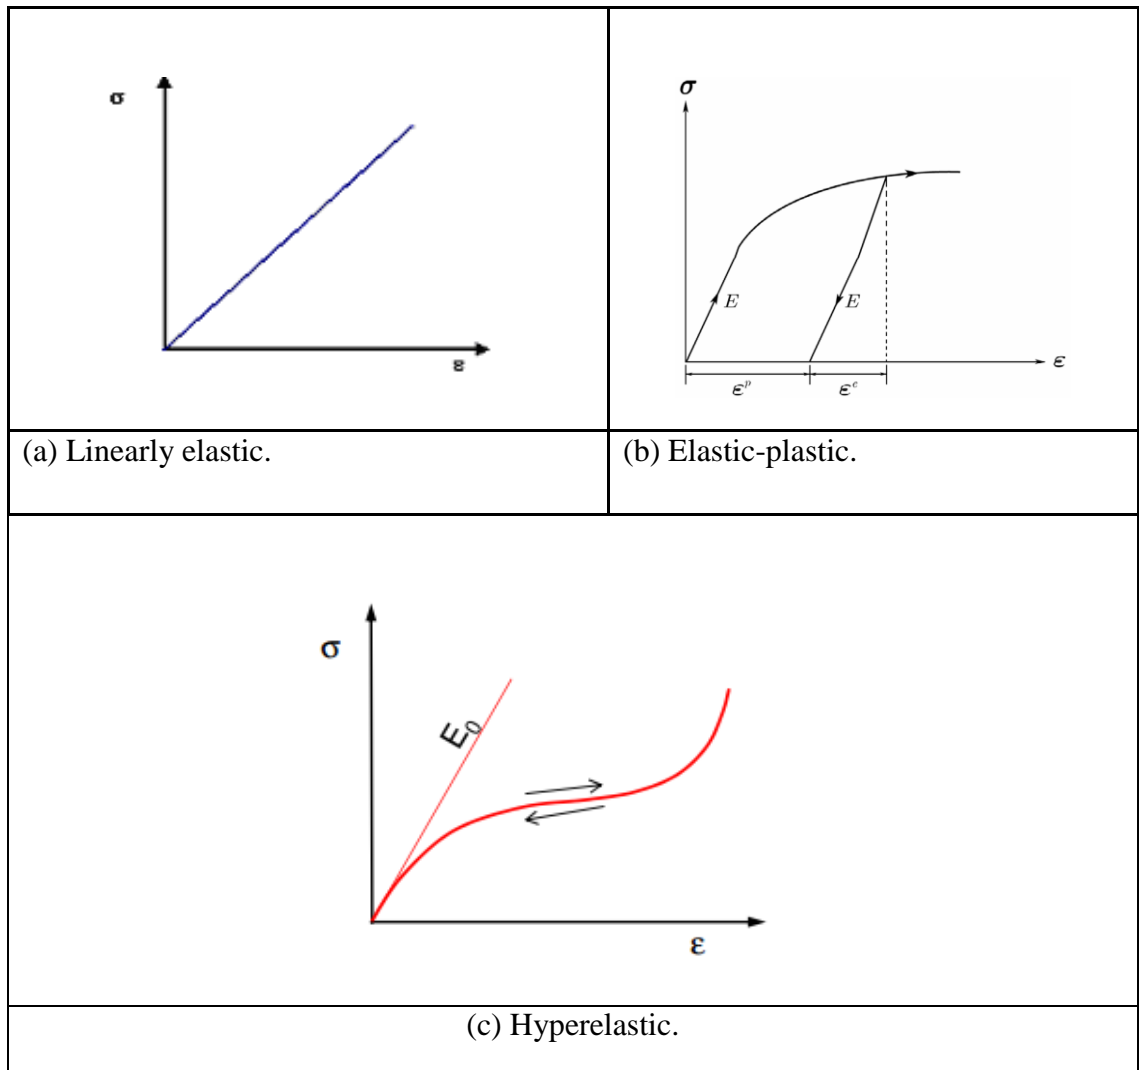 σ
ε
σ
E
E
ε
εᵖ
εᵉ
(a) Linearly elastic.
(b) Elastic-plastic.
σ
E₀
ε
(c) Hyperelastic.